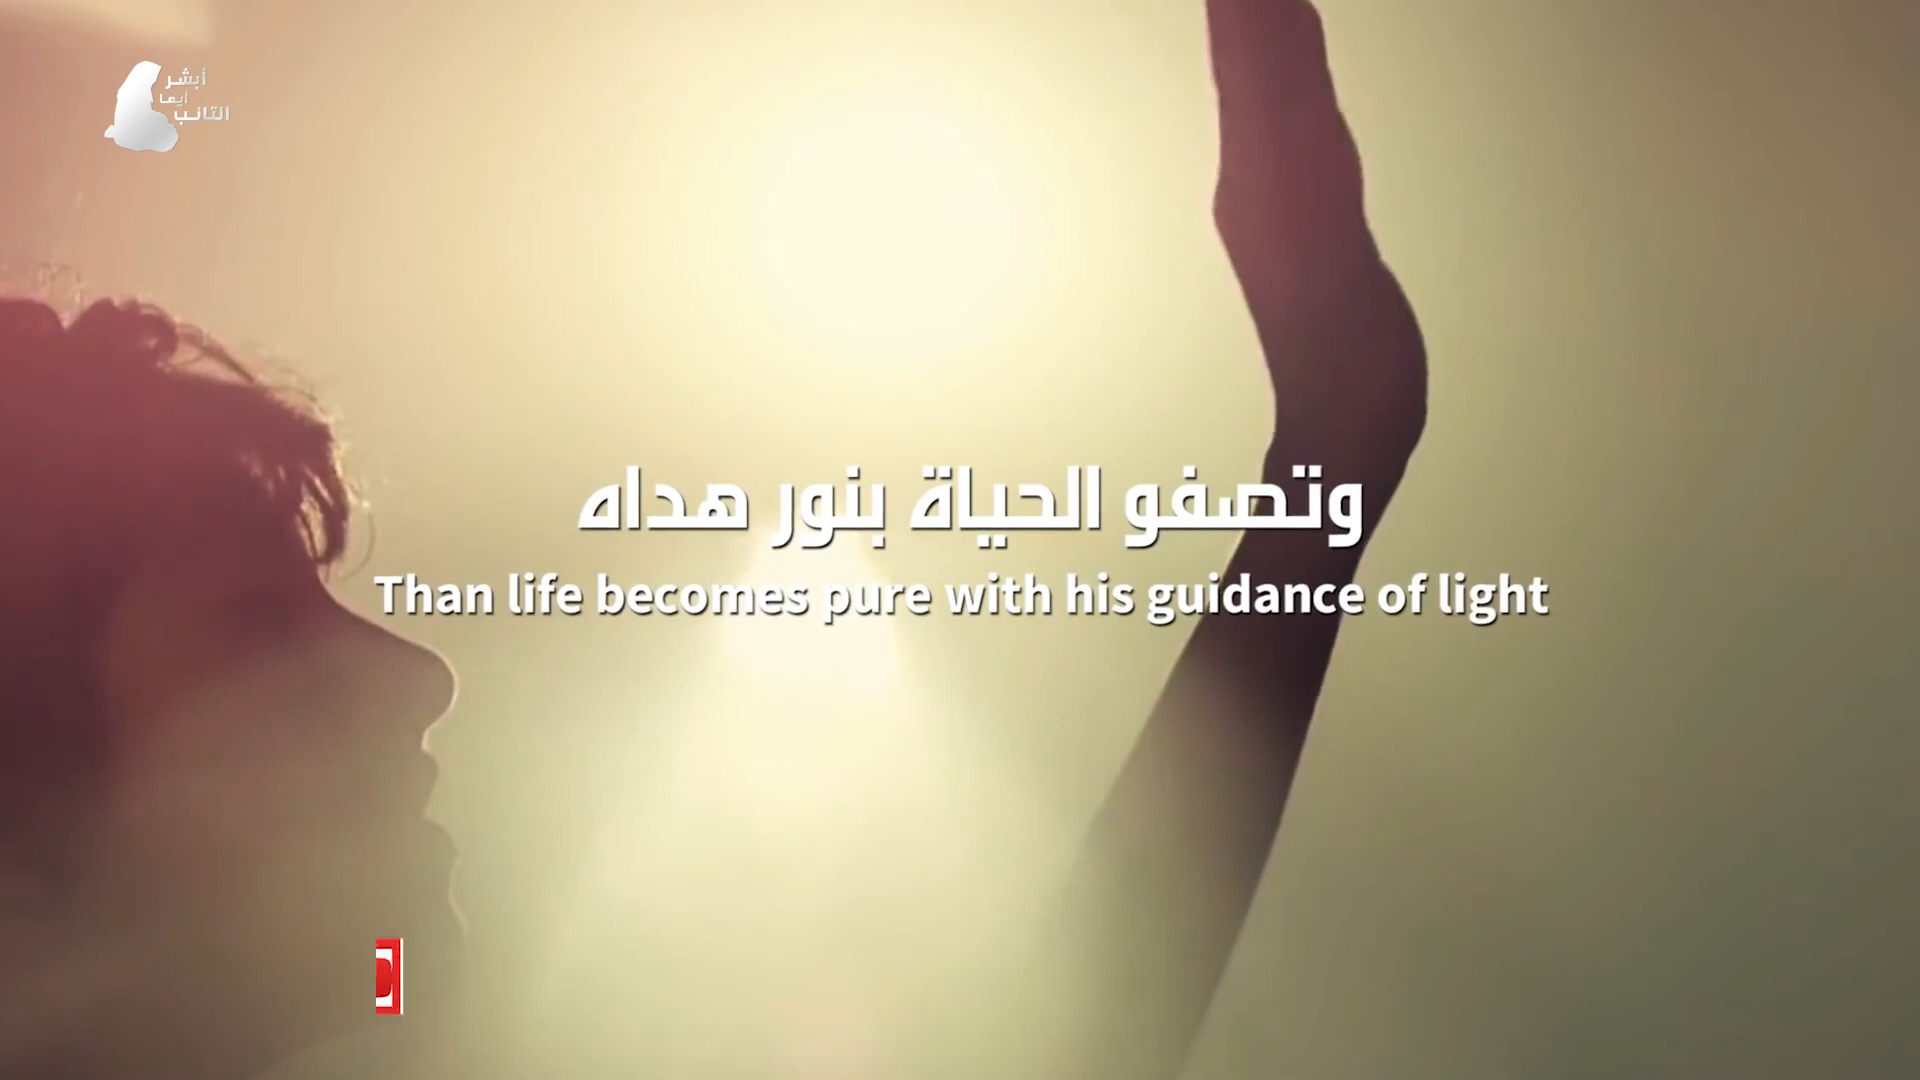 أبشر
أيها
التائب
وتصفو الحياة بنور هداه
Than life becomes pure with his guidance of light